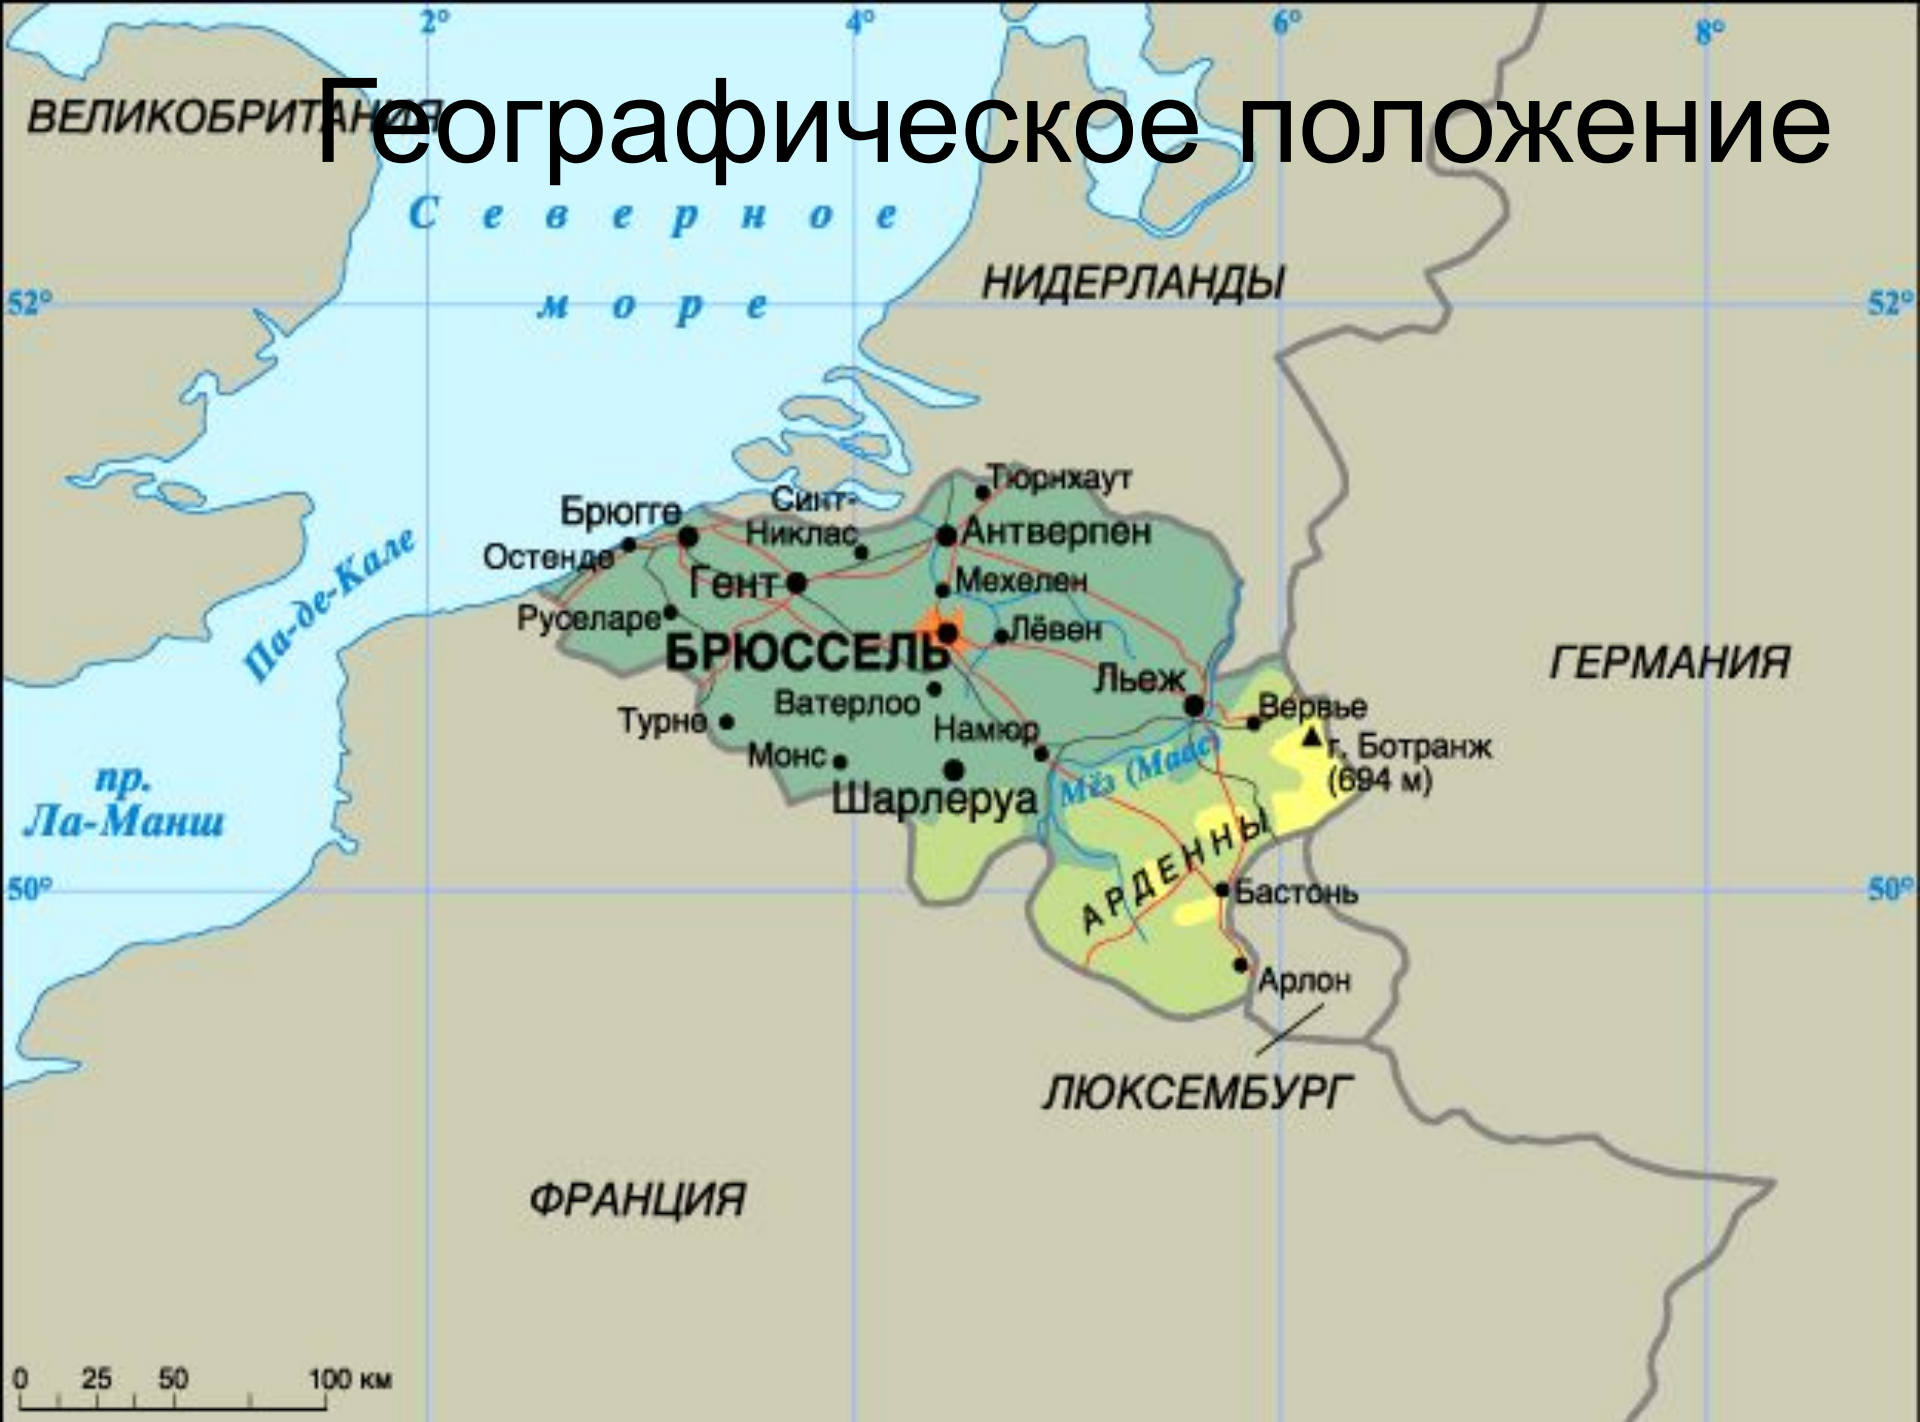 2° 4° 6° 8°
Географическое положение
ВЕЛИКОБРИТАНИЯ
Северное
море
НИДЕРЛАНДЫ
52° 52°
Тюрнхаут
Синт-
Никлас
Брюгге
Антверпен
Остенде
Гент
Мехелен
Па-де-Кале
Руселаре
БРЮССЕЛЬ
Лёвен
ГЕРМАНИЯ
Льеж
Ватерлоо
Вервье
Турне
Намюр
Монс
г. Ботранж
(694 м)
Мёз (Маас)
Шарлеруа
пр.
Ла-Манш
АРДЕННЫ
50° 50°
Бастонь
Арлон
ЛЮКСЕМБУРГ
ФРАНЦИЯ
0 25 50 100 км